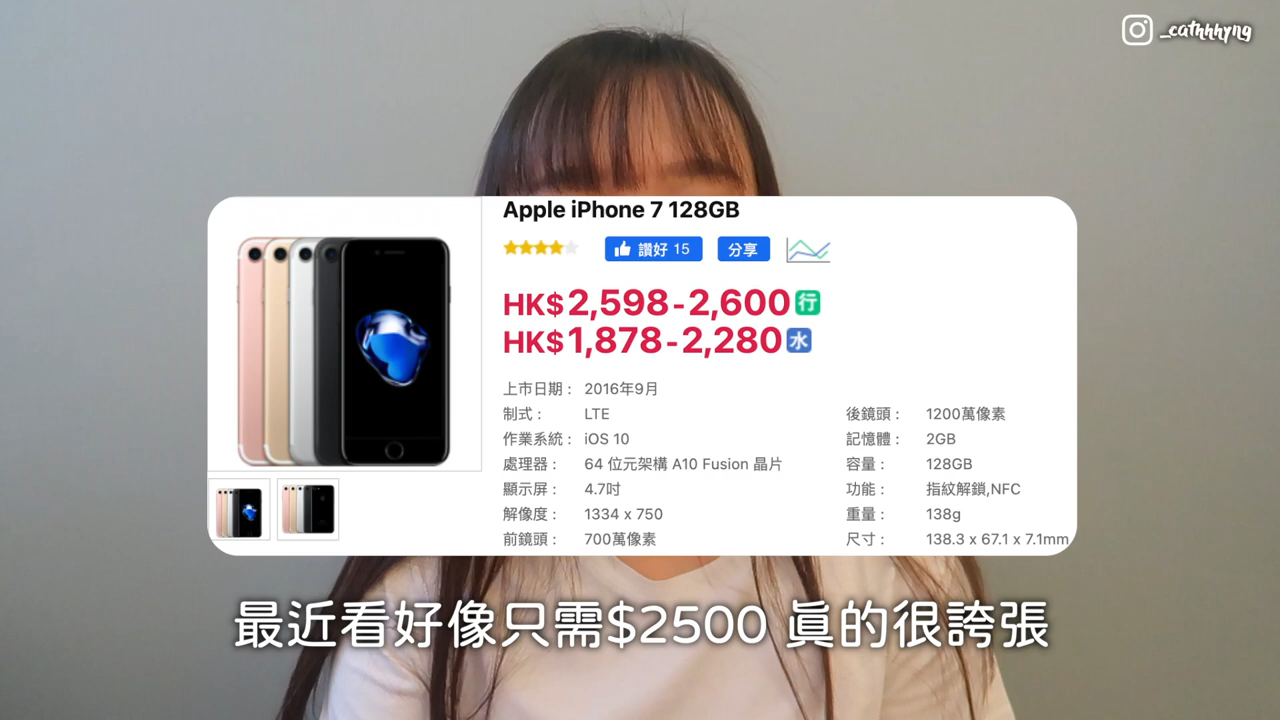 _cathhhyng
Apple iPhone 7 128GB
讚好 15
分享
HK$2,598-2,600行
HK$1,878-2,280水
上市日期： 2016年9月
制式： LTE
作業系統： iOS 10
處理器： 64 位元架構 A10 Fusion 晶片
顯示屏： 4.7吋
解像度： 1334 x 750
前鏡頭： 700萬像素
後鏡頭： 1200萬像素
記憶體： 2GB
容量： 128GB
功能： 指紋解鎖,NFC
重量： 138g
尺寸： 138.3 x 67.1 x 7.1mm
最近看好像只需$2500 真的很誇張